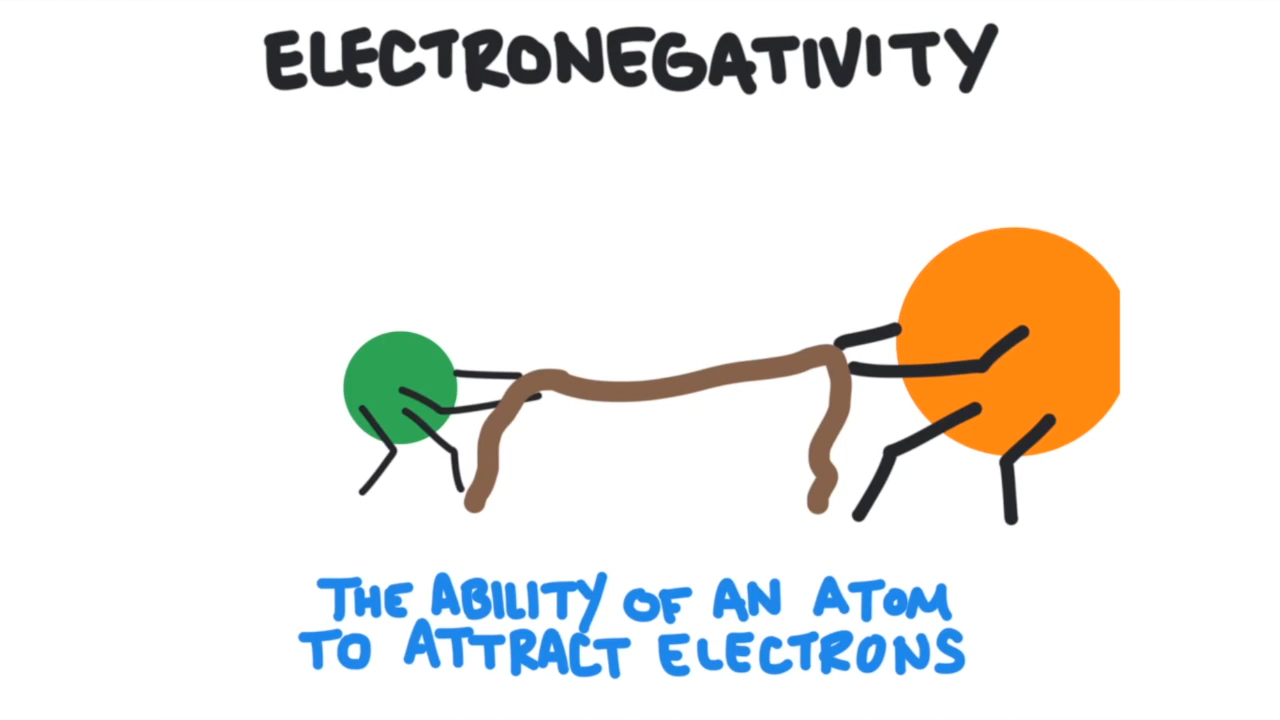 ELECTRONEGATIVITY
THE ABILITY OF AN ATOM
TO ATTRACT ELECTRONS